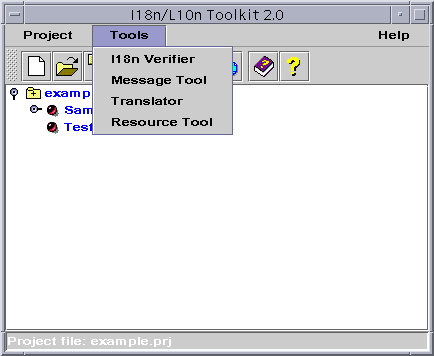 I18n/L10n Toolkit 2.0
Project Tools Help
I18n Verifier
Message Tool
Translator
Resource Tool
examp
Sam
Test
Project file: example.prj